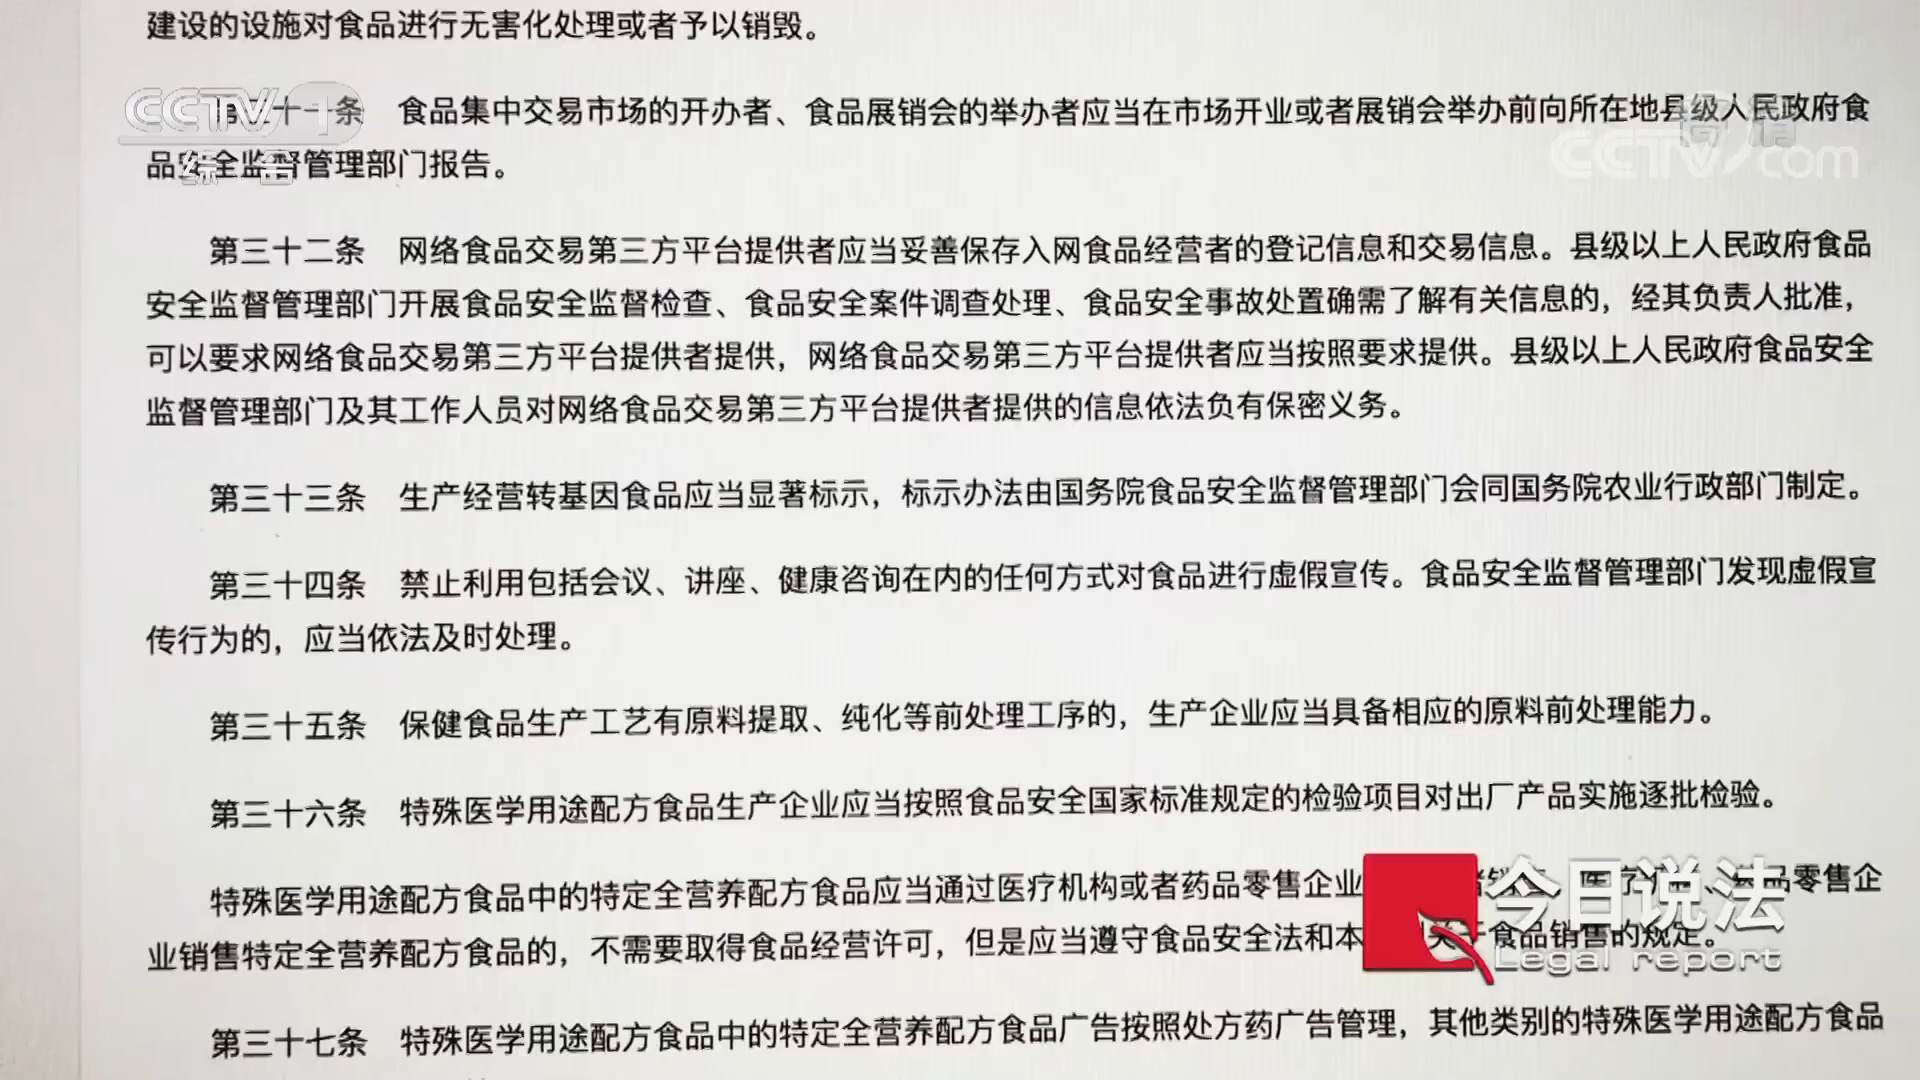 建设的设施对食品进行无害化处理或者予以销毁。
CCTV 1
综合
高清
CCTV com
第三十一条 食品集中交易市场的开办者、食品展销会的举办者应当在市场开业或者展销会举办前向所在地县级人民政府食
品安全监督管理部门报告。
第三十二条 网络食品交易第三方平台提供者应当妥善保存入网食品经营者的登记信息和交易信息。县级以上人民政府食品
安全监督管理部门开展食品安全监督检查、食品安全案件调查处理、食品安全事故处置确需了解有关信息的，经其负责人批准，
可以要求网络食品交易第三方平台提供者提供，网络食品交易第三方平台提供者应当按照要求提供。县级以上人民政府食品安全
监督管理部门及其工作人员对网络食品交易第三方平台提供者提供的信息依法负有保密义务。
第三十三条 生产经营转基因食品应当显著标示，标示办法由国务院食品安全监督管理部门会同国务院农业行政部门制定。
第三十四条 禁止利用包括会议、讲座、健康咨询在内的任何方式对食品进行虚假宣传。食品安全监督管理部门发现虚假宣
传行为的，应当依法及时处理。
第三十五条 保健食品生产工艺有原料提取、纯化等前处理工序的，生产企业应当具备相应的原料前处理能力。
第三十六条 特殊医学用途配方食品生产企业应当按照食品安全国家标准规定的检验项目对出厂产品实施逐批检验。
特殊医学用途配方食品中的特定全营养配方食品应当通过医疗机构或者药品零售企业 零售企
业销售特定全营养配方食品的，不需要取得食品经营许可，但是应当遵守食品安全法和本 食品销售的规定。
今日说法
Legal report
第三十七条 特殊医学用途配方食品中的特定全营养配方食品广告按照处方药广告管理，其他类别的特殊医学用途配方食品